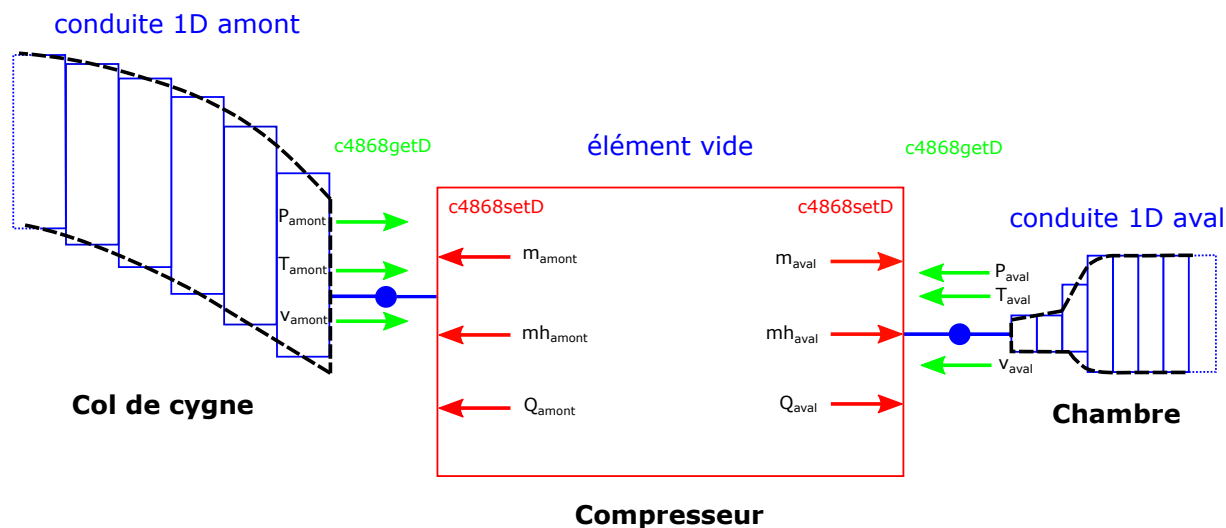 conduite 1D amont
c4868getD
élément vide
c4868getD
c4868setD
c4868setD
conduite 1D aval
Pamont
mamont
maval
Paval
Tamont
Taval
vamont
mhamont
mhaval
vaval
Col de cygne
Qamont
Qaval
Chambre
Compresseur